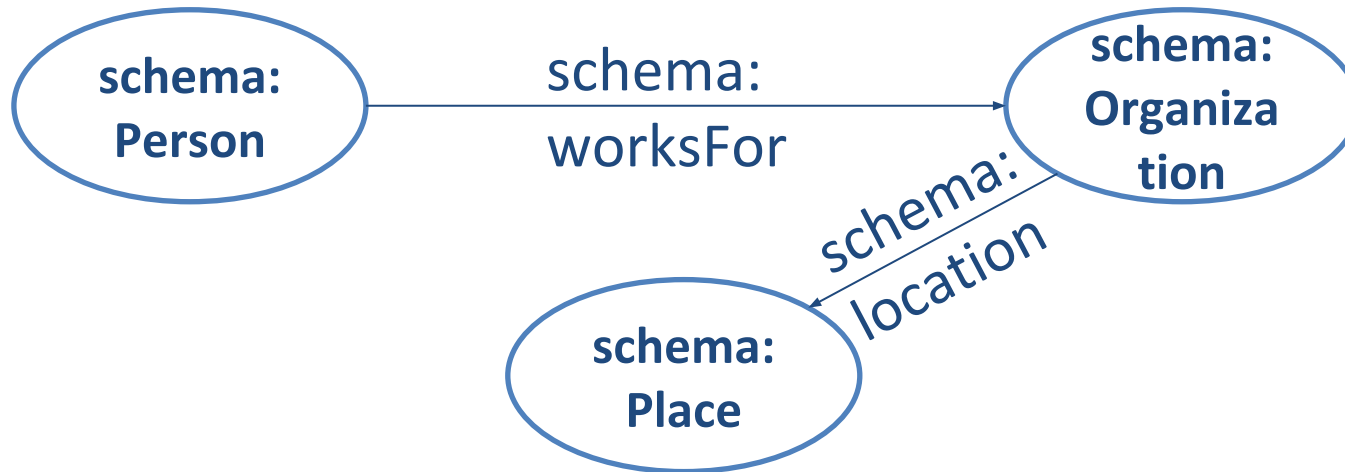 schema:
Person
schema:
worksFor
schema:
Organiza
tion
schema:
location
schema:
Place